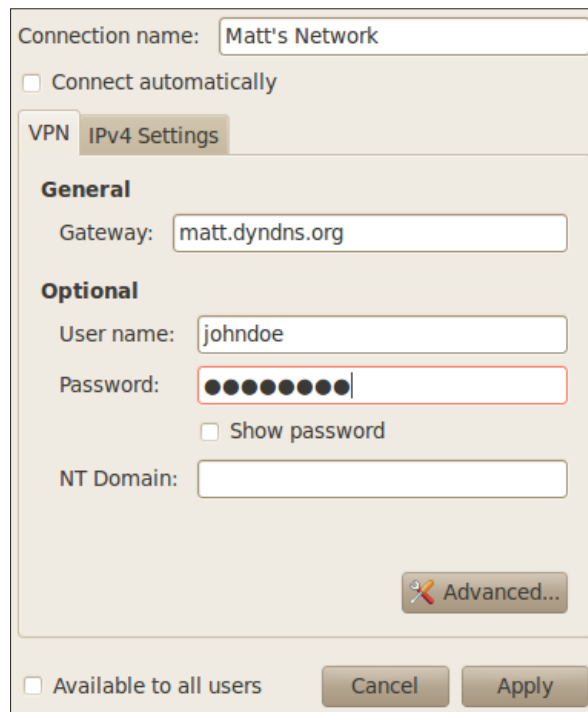 Connection name: Matt's Network
Connect automatically
VPN IPv4 Settings
General
Gateway: matt.dyndns.org
Optional
User name: johndoe
Password: ●●●●●●●●
Show password
NT Domain:
Advanced...
Available to all users Cancel Apply